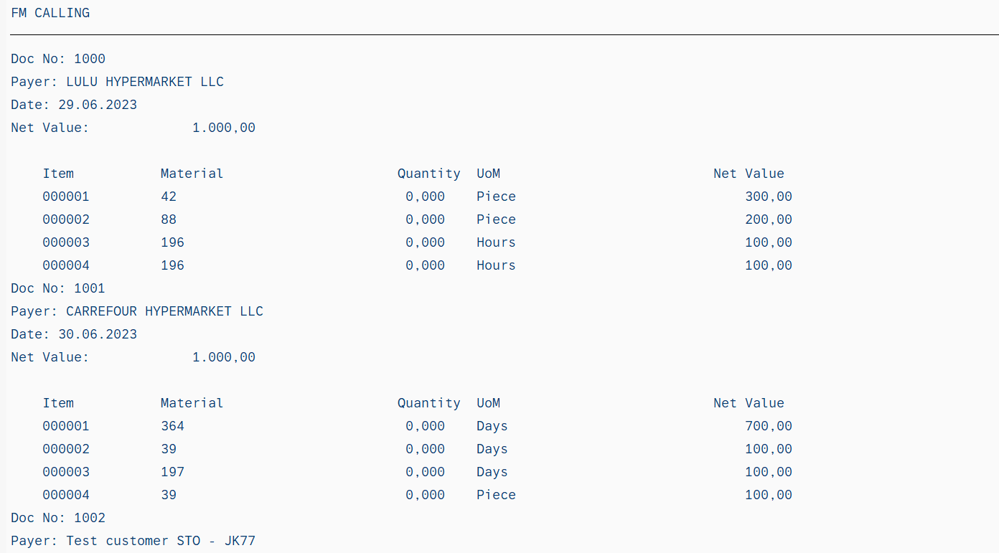 FM CALLING
Doc No: 1000
Payer: LULU HYPERMARKET LLC
Date: 29.06.2023
Net Value: 1.000,00
Item Material Quantity UoM Net Value
000001 42 0,000 Piece 300,00
000002 88 0,000 Piece 200,00
000003 196 0,000 Hours 100,00
000004 196 0,000 Hours 100,00
Doc No: 1001
Payer: CARREFOUR HYPERMARKET LLC
Date: 30.06.2023
Net Value: 1.000,00
Item Material Quantity UoM Net Value
000001 364 0,000 Days 700,00
000002 39 0,000 Days 100,00
000003 197 0,000 Days 100,00
000004 39 0,000 Piece 100,00
Doc No: 1002
Payer: Test customer STO - JK77